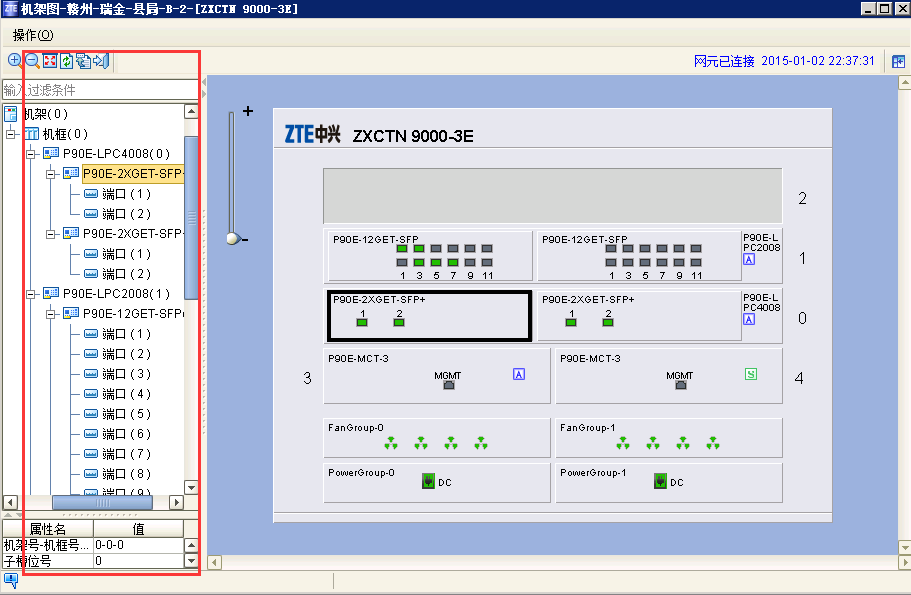 机架图-赣州-瑞金-县局-B-2-[ZXCTN 9000-3E]
操作(O)
网元已连接 2015-01-02 22:37:31
输入过滤条件
机架(0)
机框(0)
P90E-LPC4008(0)
P90E-2XGET-SFP+
端口(1)
端口(2)
P90E-2XGET-SFP
端口(1)
端口(2)
P90E-LPC2008(1)
P90E-12GET-SFP
端口(1)
端口(2)
端口(3)
端口(4)
端口(5)
端口(6)
端口(7)
端口(8)
端口(9)
属性名 值
机架号-机框号... 0-0-0
子槽位号 0
+
-
ZTE中兴 ZXCTN 9000-3E
2
P90E-12GET-SFP
1 3 5 7 9 11
P90E-12GET-SFP
1 3 5 7 9 11
P90E-L
PC2008
A
1
P90E-2XGET-SFP+
1 2
P90E-2XGET-SFP+
1 2
P90E-L
PC4008
A
0
3
P90E-MCT-3
MGMT
A
P90E-MCT-3
MGMT
S
4
FanGroup-0
FanGroup-1
PowerGroup-0
DC
PowerGroup-1
DC